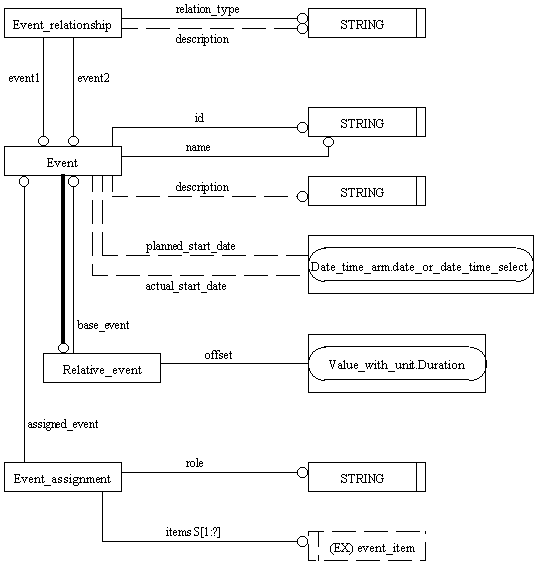 relation_type
Event_relationship
STRING
description
event1
event2
id
STRING
name
Event
description
STRING
planned_start_date
Date_time_arm.date_or_date_time_select
actual_start_date
base_event
offset
Relative_event
Value_with_unit.Duration
assigned_event
role
Event_assignment
STRING
items S[1:?]
(EX) event_item